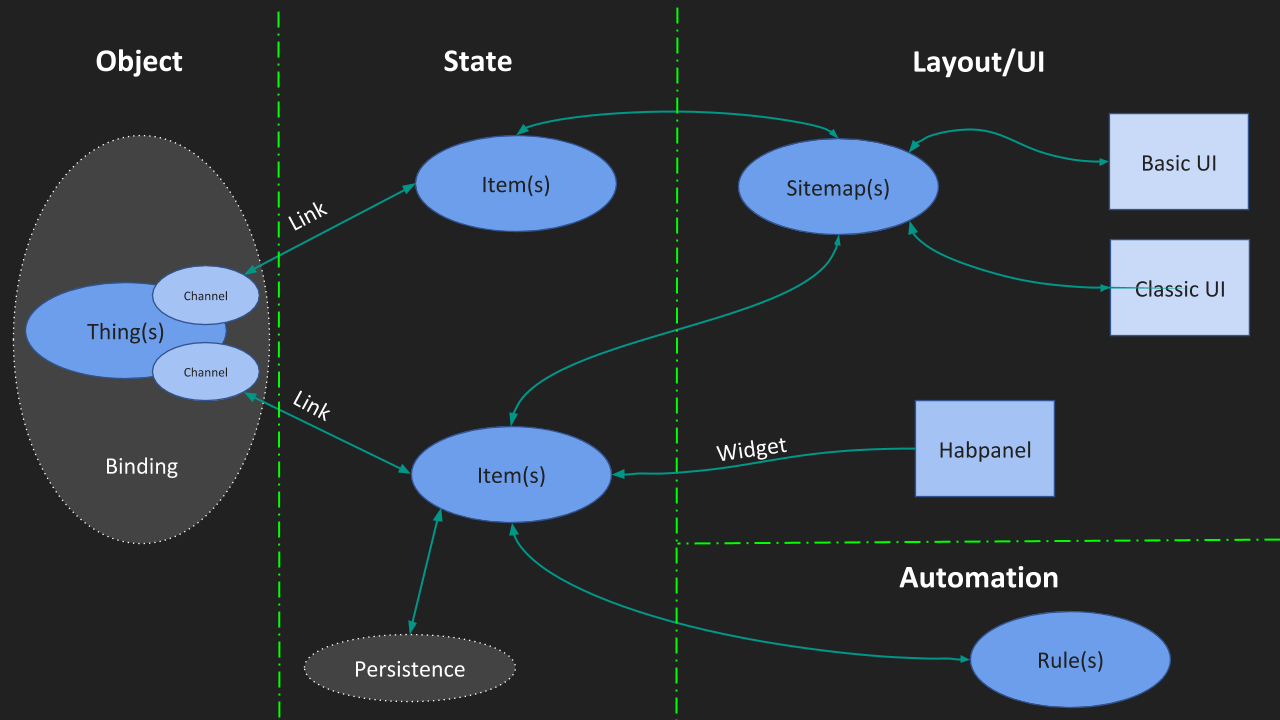 Object
State
Layout/UI
Item(s)
Sitemap(s)
Basic UI
Link
Classic UI
Channel
Thing(s)
Channel
Link
Binding
Item(s)
Widget
Habpanel
Automation
Persistence
Rule(s)